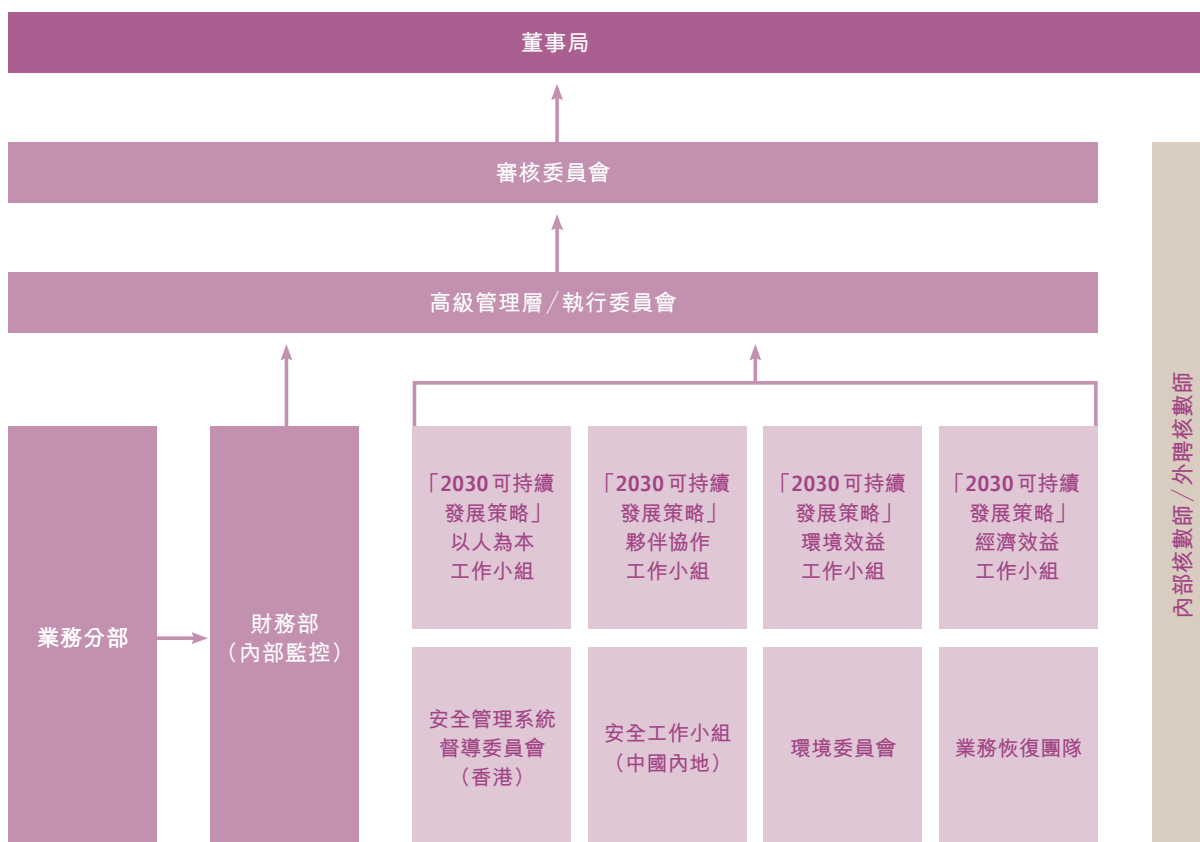 董事局
審核委員會
高級管理層/執行委員會
業務分部
財務部
（內部監控）
「2030可持續
發展策略」
以人為本
工作小組
「2030可持續
發展策略」
夥伴協作
工作小組
「2030可持續
發展策略」
環境效益
工作小組
「2030可持續
發展策略」
經濟效益
工作小組
安全管理系統
督導委員會
（香港）
安全工作小組
（中國內地）
環境委員會
業務恢復團隊
內部核數師/外聘核數師